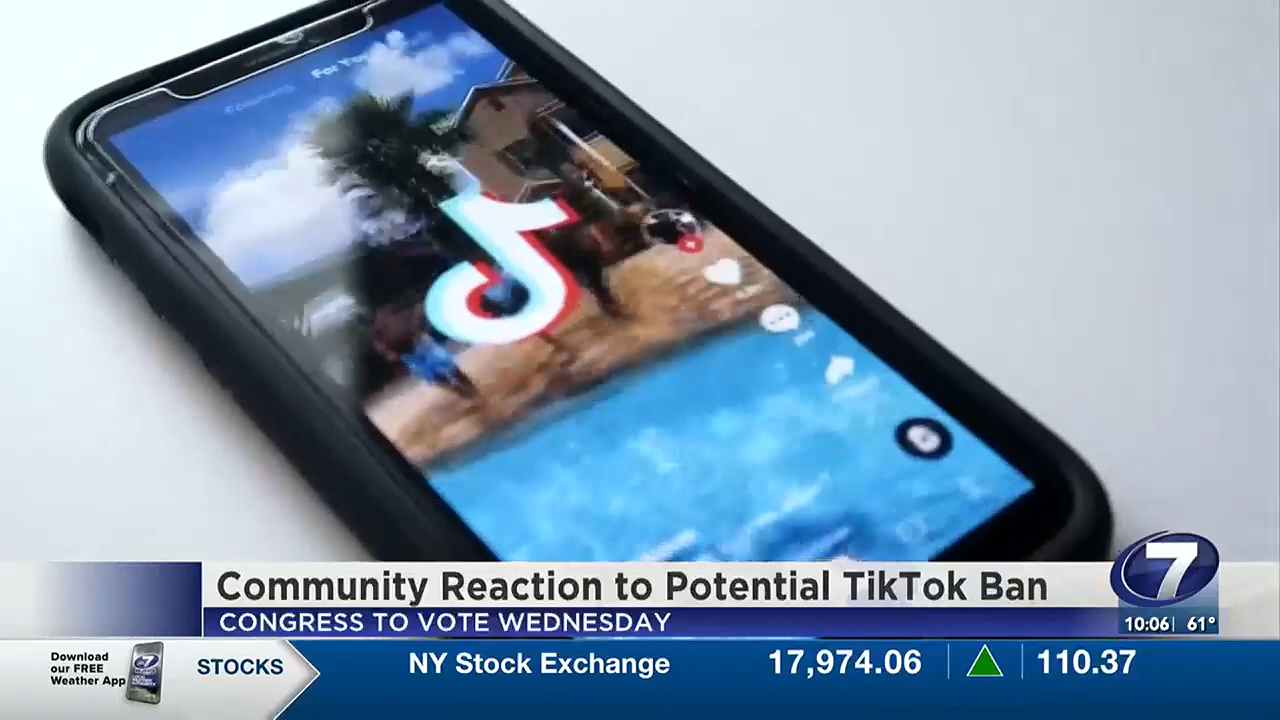 For You
Following
Community Reaction to Potential TikTok Ban
CONGRESS TO VOTE WEDNESDAY
7
10:06| 61°
Download
our FREE
Weather App
STOCKS
NY Stock Exchange 17,974.06 110.37